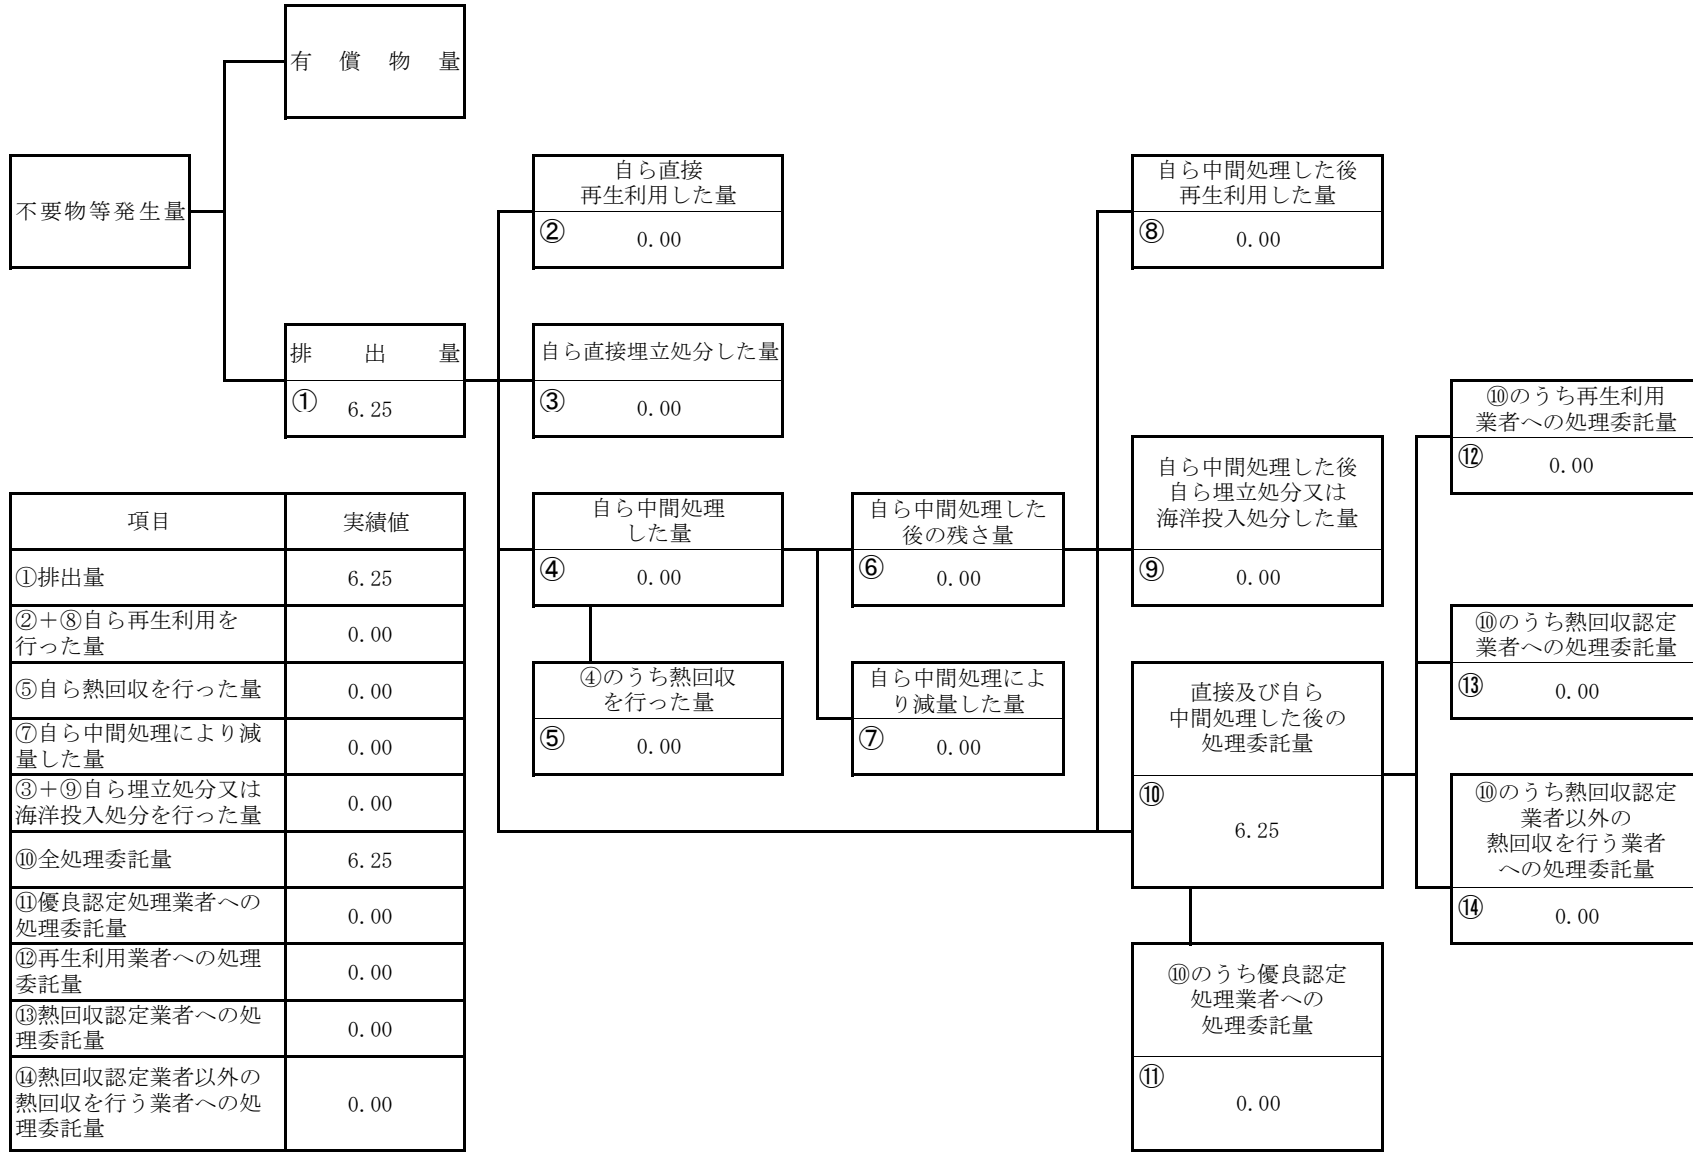 有償物量
不要物等発生量
自ら直接
再生利用した量
② 0.00
自ら中間処理した後
再生利用した量
⑧ 0.00
排出量
① 6.25
自ら直接埋立処分した量
③ 0.00
⑩のうち再生利用
業者への処理委託量
⑫ 0.00
自ら中間処理した後
自ら埋立処分又は
海洋投入処分した量
⑨ 0.00
自ら中間処理
した量
④ 0.00
自ら中間処理した
後の残さ量
⑥ 0.00
⑩のうち熱回収認定
業者への処理委託量
⑬ 0.00
④のうち熱回収
を行った量
⑤ 0.00
自ら中間処理によ
り減量した量
⑦ 0.00
直接及び自ら
中間処理した後の
処理委託量
⑩
6.25
⑩のうち熱回収認定
業者以外の
熱回収を行う業者
への処理委託量
⑭ 0.00
⑩のうち優良認定
処理業者への
処理委託量
⑪
0.00
項目 実績値
①排出量 6.25
②＋⑧自ら再生利用を
行った量 0.00
⑤自ら熱回収を行った量 0.00
⑦自ら中間処理により減
量した量 0.00
③＋⑨自ら埋立処分又は
海洋投入処分を行った量 0.00
⑩全処理委託量 6.25
⑪優良認定処理業者への
処理委託量 0.00
⑫再生利用業者への処理
委託量 0.00
⑬熱回収認定業者への処
理委託量 0.00
⑭熱回収認定業者以外の
熱回収を行う業者への処
理委託量 0.00